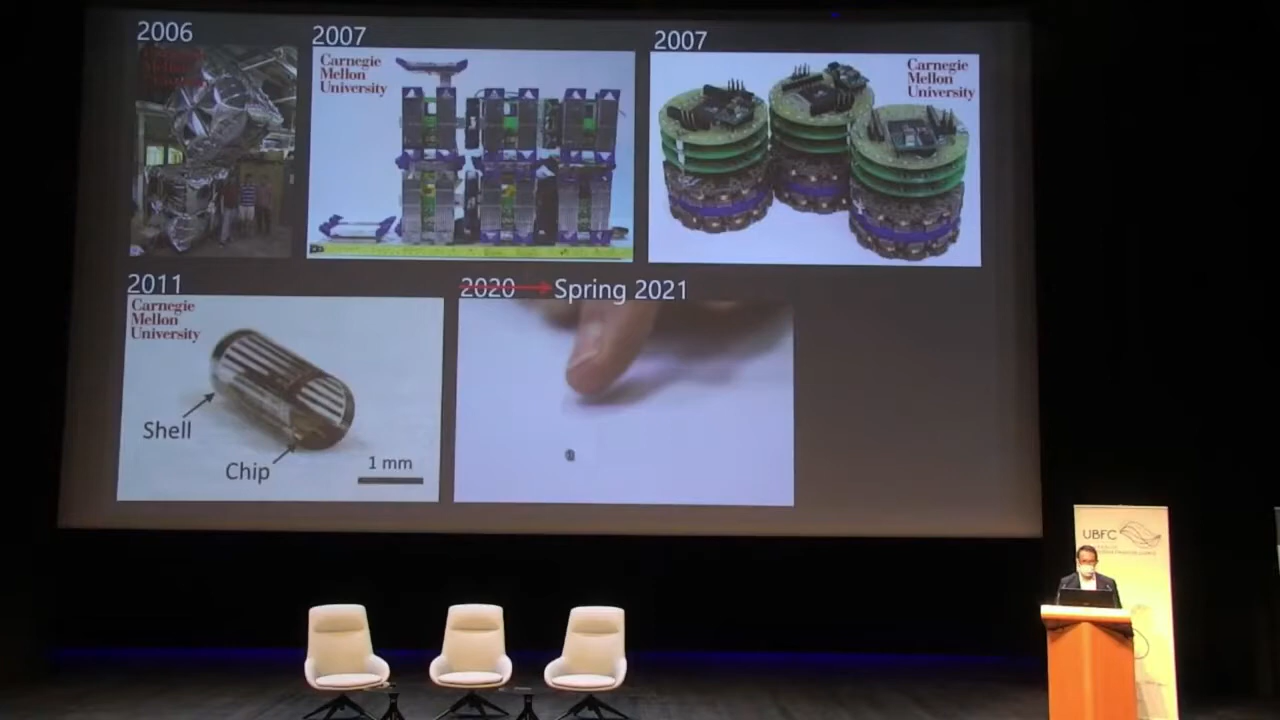 2006
2007
2007
Carnegie
Mellon
University
Carnegie
Mellon
University
2011
2020 Spring 2021
Carnegie
Mellon
University
Shell
Chip
1 mm
UBFC